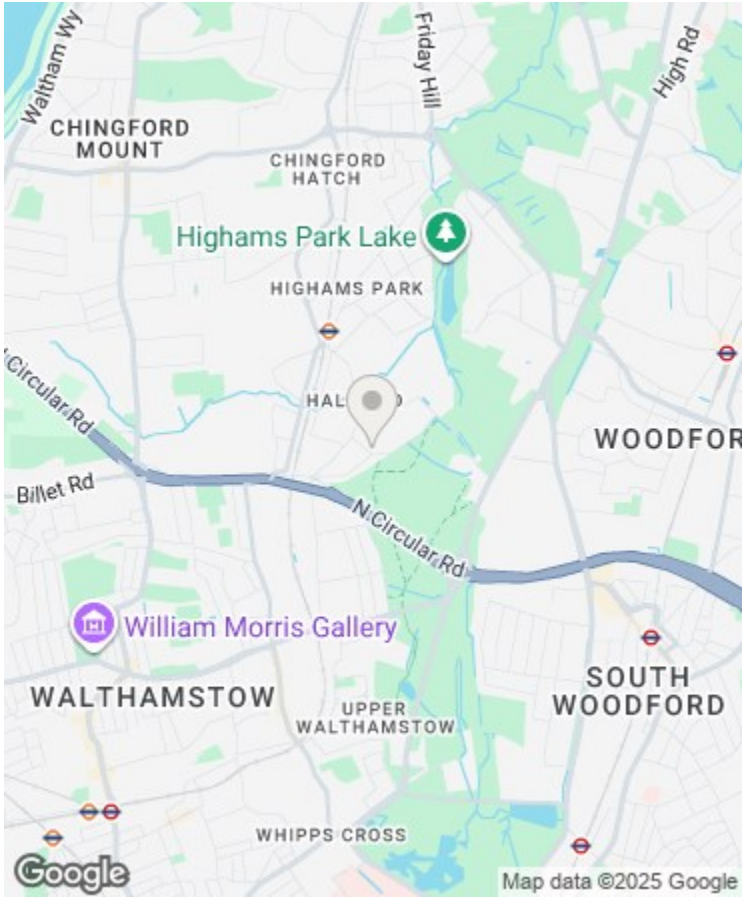 Waltham Wy
Friday Hill
High Rd
CHINGFORD
MOUNT
CHINGFORD
HATCH
Highams Park Lake
HIGHAMS PARK
Circular Rd
WOODFOR
Billet Rd
N Circular Rd
William Morris Gallery
WALTHAMSTOW
SOUTH
WOODFORD
UPPER
WALTHAMSTOW
WHIPPS CROSS
Google
Map data ©2025 Google